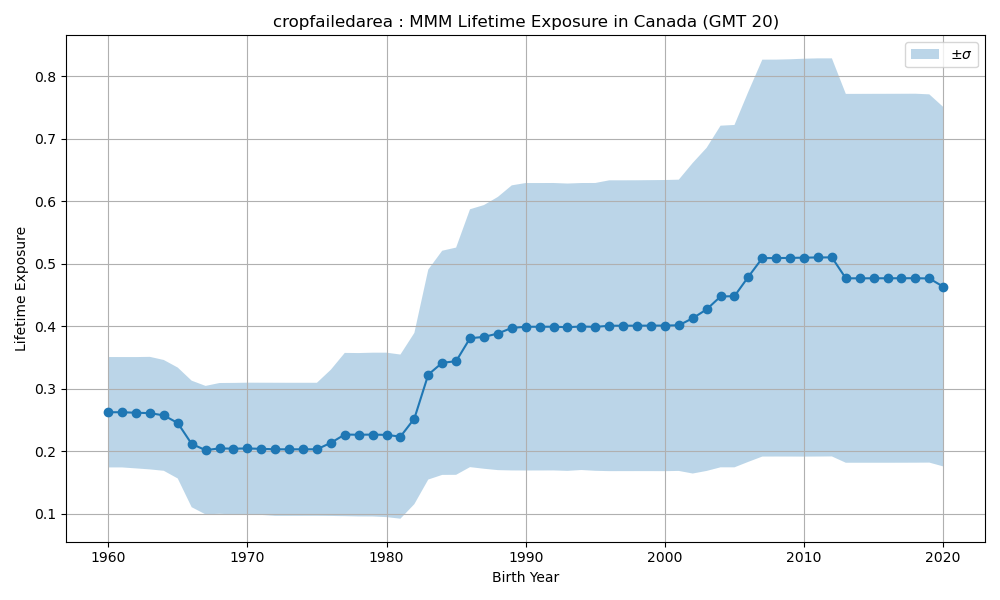 cropfailedarea : MMM Lifetime Exposure in Canada (GMT 20)
±σ
Lifetime Exposure
0.8
0.7
0.6
0.5
0.4
0.3
0.2
0.1
1960 1970 1980 1990 2000 2010 2020
Birth Year